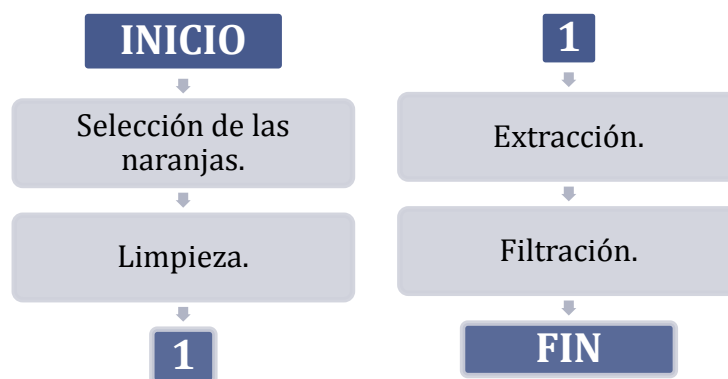 INICIO
Selección de las
naranjas.
Limpieza.
1
1
Extracción.
Filtración.
FIN